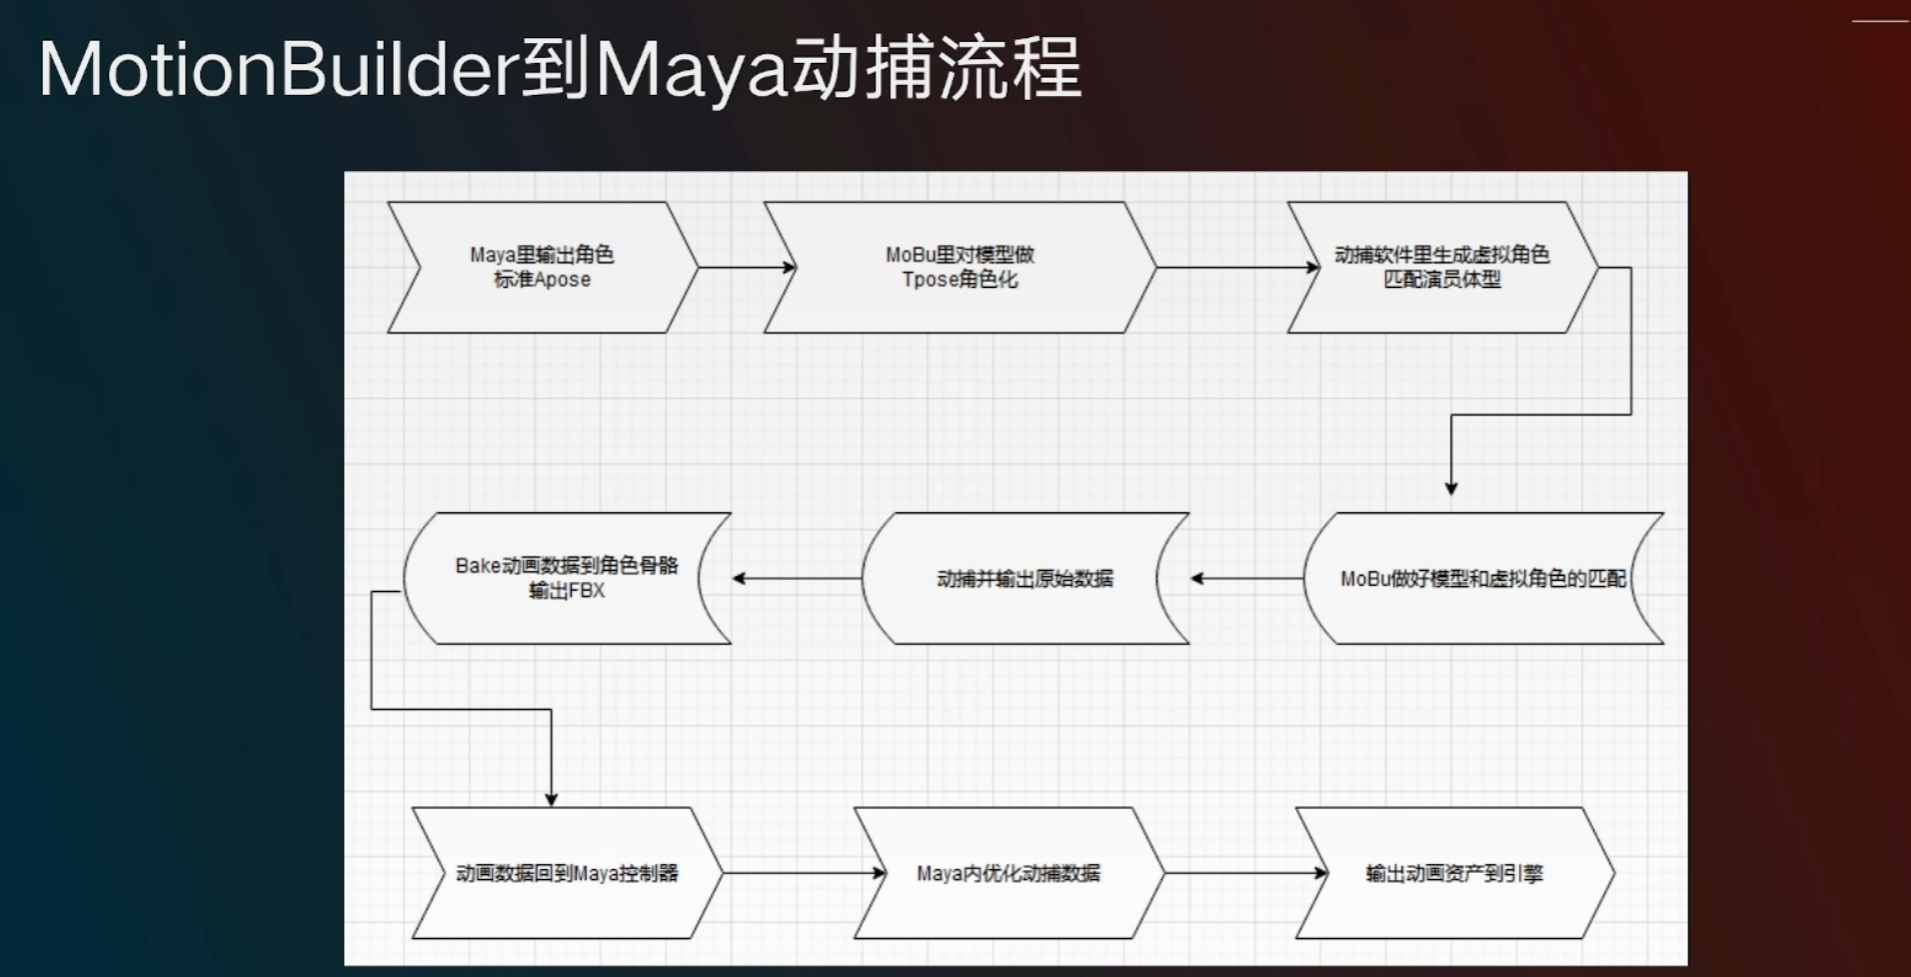 MotionBuilder到Maya动捕流程
Maya里输出角色
标准Apose
MoBu里对模型做
Tpose角色化
动捕软件里生成虚拟角色
匹配演员体型
MoBu做好模型和虚拟角色的匹配
动捕并输出原始数据
Bake动画数据到角色骨骼
输出FBX
动画数据回到Maya控制器
Maya内优化动捕数据
输出动画资产到引擎